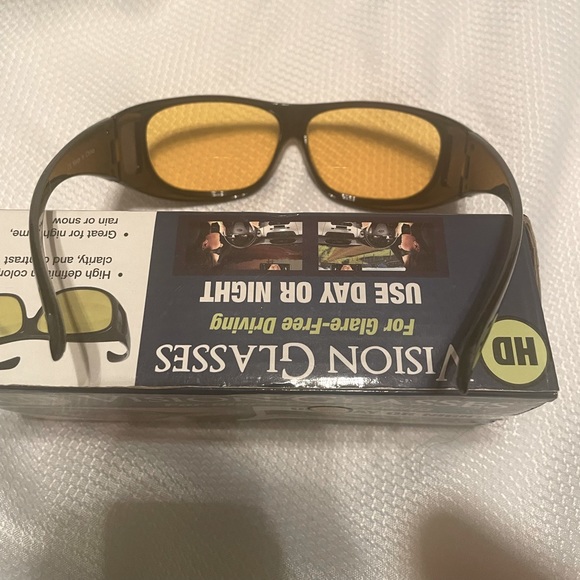 HD
VISION GLASSES
For Glare-Free Driving
USE DAY OR NIGHT
• High definition color,
clarity, and contrast
• Great for night time,
rain or snow